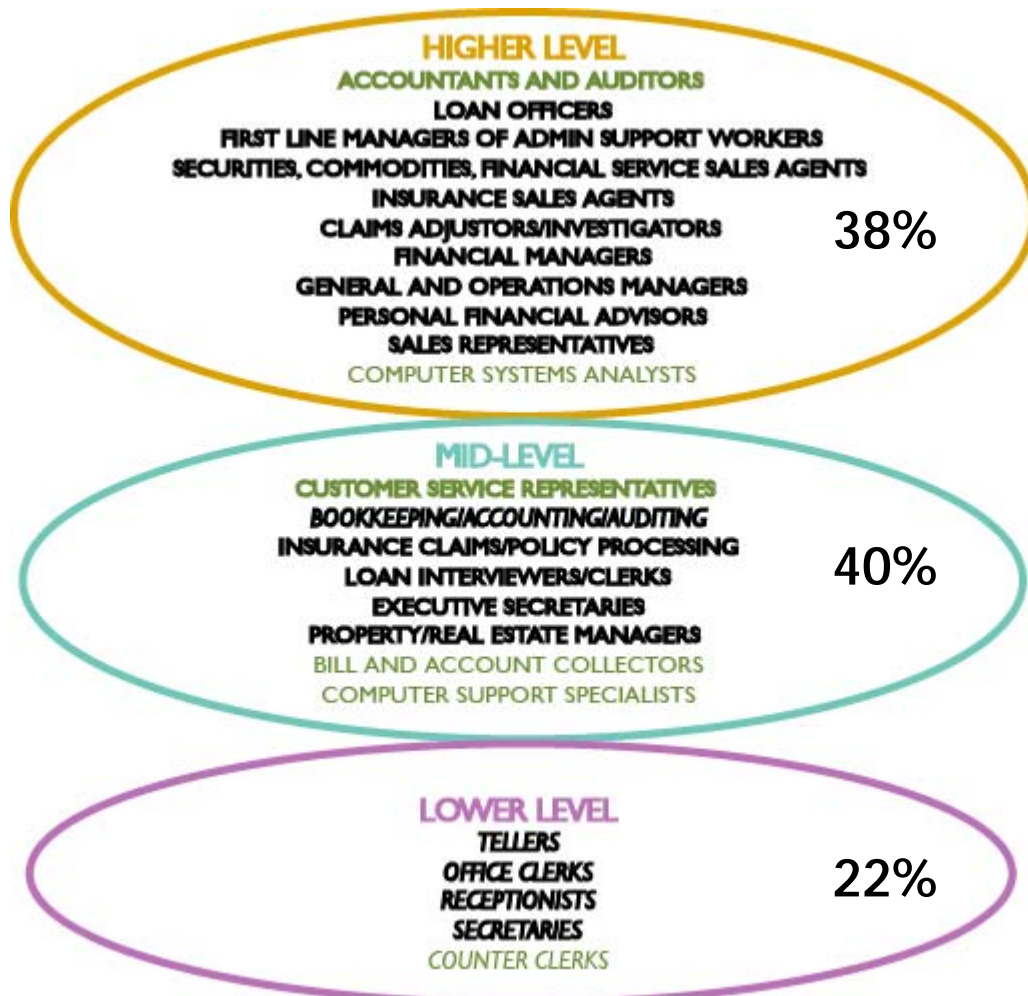 HIGHER LEVEL
ACCOUNTANTS AND AUDITORS
LOAN OFFICERS
FIRST LINE MANAGERS OF ADMIN SUPPORT WORKERS
SECURITIES, COMMODITIES, FINANCIAL SERVICE SALES AGENTS
INSURANCE SALES AGENTS
CLAIMS ADJUSTORS/INVESTIGATORS
38%
FINANCIAL MANAGERS
GENERAL AND OPERATIONS MANAGERS
PERSONAL FINANCIAL ADVISORS
SALES REPRESENTATIVES
COMPUTER SYSTEMS ANALYSTS
MID-LEVEL
CUSTOMER SERVICE REPRESENTATIVES
BOOKKEEPING/ACCOUNTING/AUDITING
INSURANCE CLAIMS/POLICY PROCESSING
40%
LOAN INTERVIEWERS/CLERKS
EXECUTIVE SECRETARIES
PROPERTY/REAL ESTATE MANAGERS
BILL AND ACCOUNT COLLECTORS
COMPUTER SUPPORT SPECIALISTS
LOWER LEVEL
TELLERS
OFFICE CLERKS
22%
RECEPTIONISTS
SECRETARIES
COUNTER CLERKS